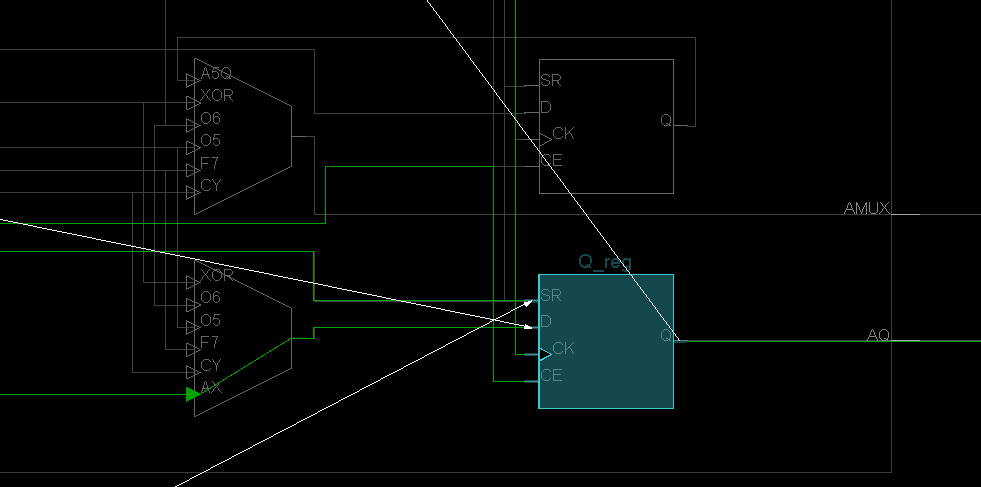 A5Q
XOR
O6
O5
F7
CY
SR
D
CK
CE
Q
AMUX
XOR
O6
O5
F7
CY
AX
Q_reg
SR
D
CK
CE
Q
AQ